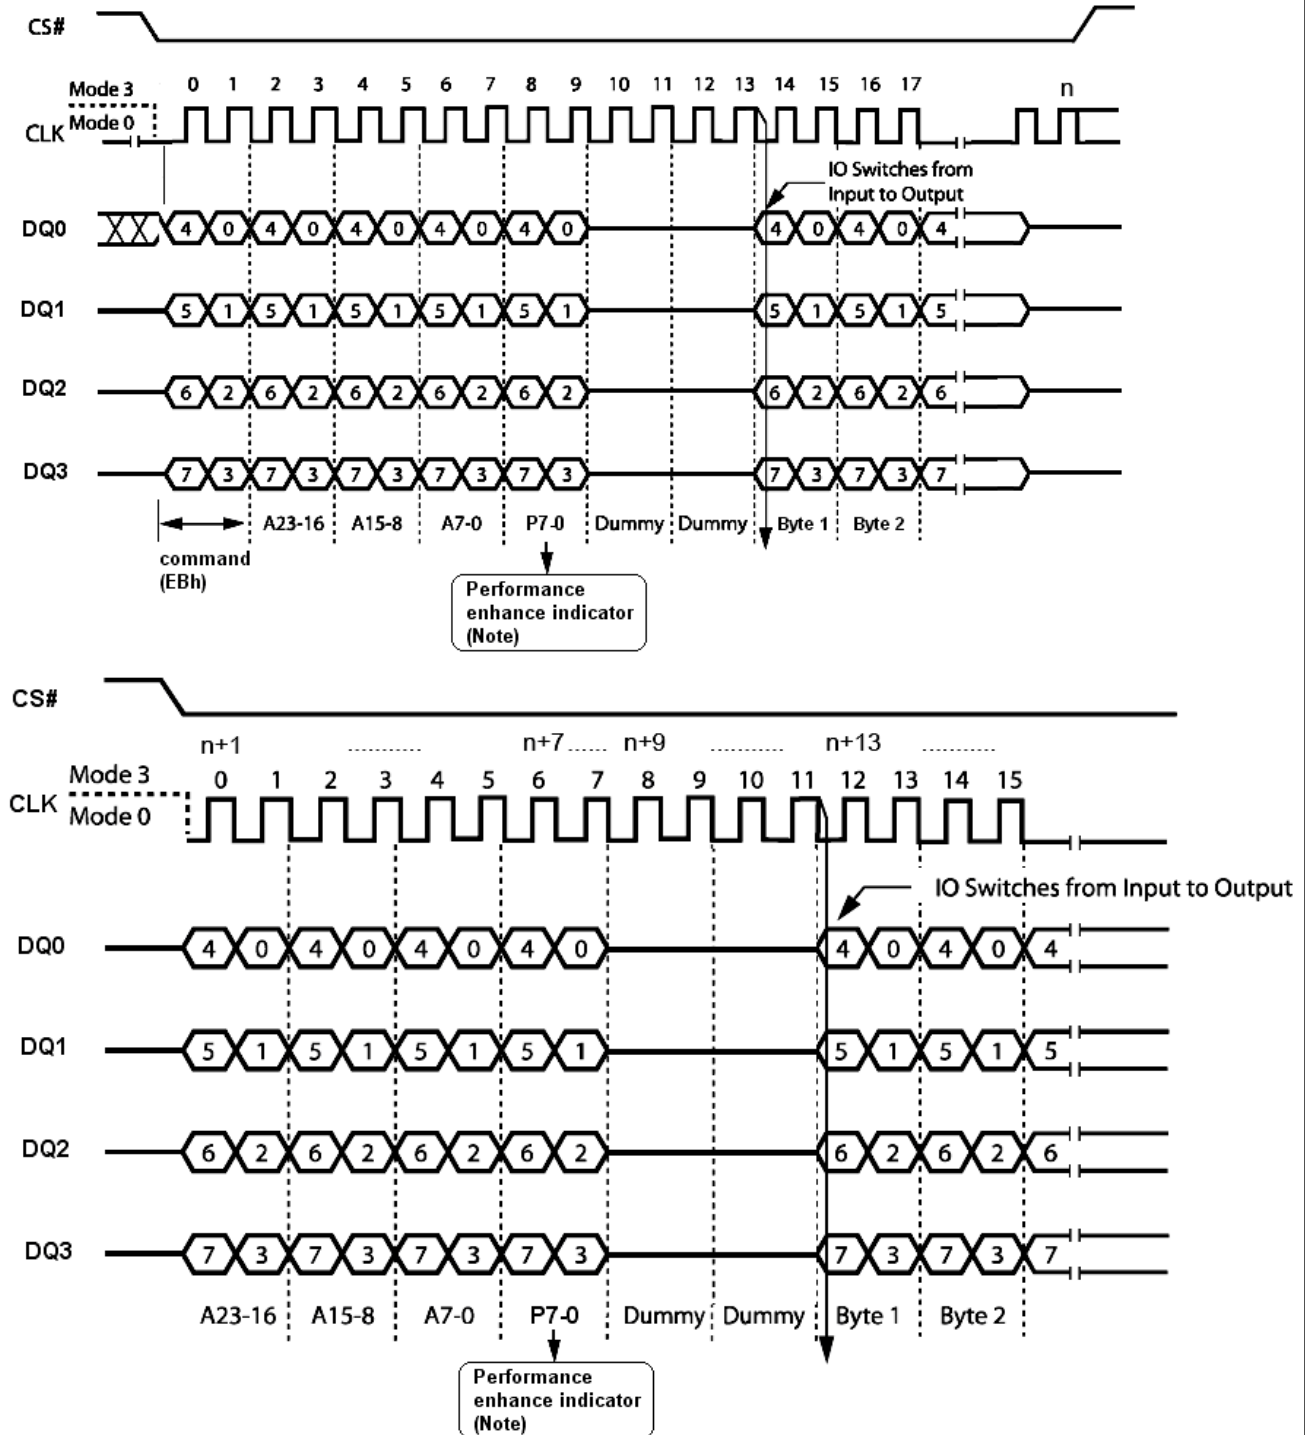 CS#
0 1 2 3 4 5 6 7 8 9 10 11 12 13 14 15 16 17 n
Mode 3
Mode 0
CLK
IO Switches from
Input to Output
DQ0 4 0 4 0 4 0 4 0 4 0 4 0 4 0 4
DQ1 5 1 5 1 5 1 5 1 5 1 5 1 5 1 5
DQ2 6 2 6 2 6 2 6 2 6 2 6 2 6 2 6
DQ3 7 3 7 3 7 3 7 3 7 3 7 3 7 3 7
A23-16 A15-8 A7-0 P7-0 Dummy Dummy Byte 1 Byte 2
command
(EBh)
Performance
enhance indicator
(Note)
CS#
n+1 ........... n+7 ...... n+9 ........... n+13 ...........
Mode 3 0 1 2 3 4 5 6 7 8 9 10 11 12 13 14 15
CLK
Mode 0
IO Switches from Input to Output
DQ0 4 0 4 0 4 0 4 0 4 0 4 0 4
DQ1 5 1 5 1 5 1 5 1 5 1 5 1 5
DQ2 6 2 6 2 6 2 6 2 6 2 6 2 6
DQ3 7 3 7 3 7 3 7 3 7 3 7 3 7
A23-16 A15-8 A7-0 P7-0 Dummy Dummy Byte 1 Byte 2
Performance
enhance indicator
(Note)